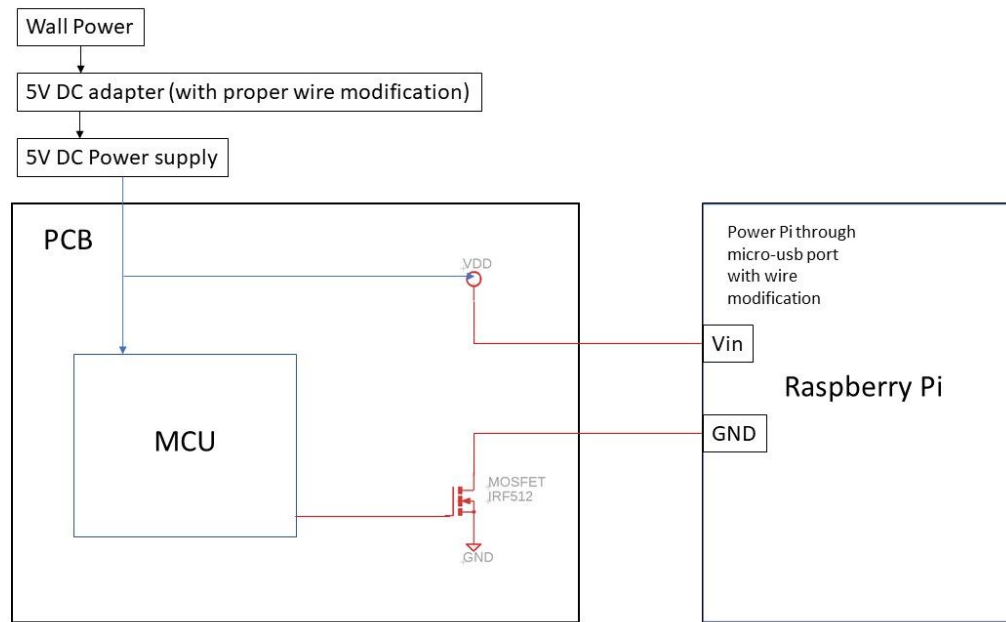 Wall Power
5V DC adapter (with proper wire modification)
5V DC Power supply
PCB
VDD
Power Pi through
micro-usb port
with wire
modification
Vin
Raspberry Pi
GND
MCU
MOSFET
IRF512
GND